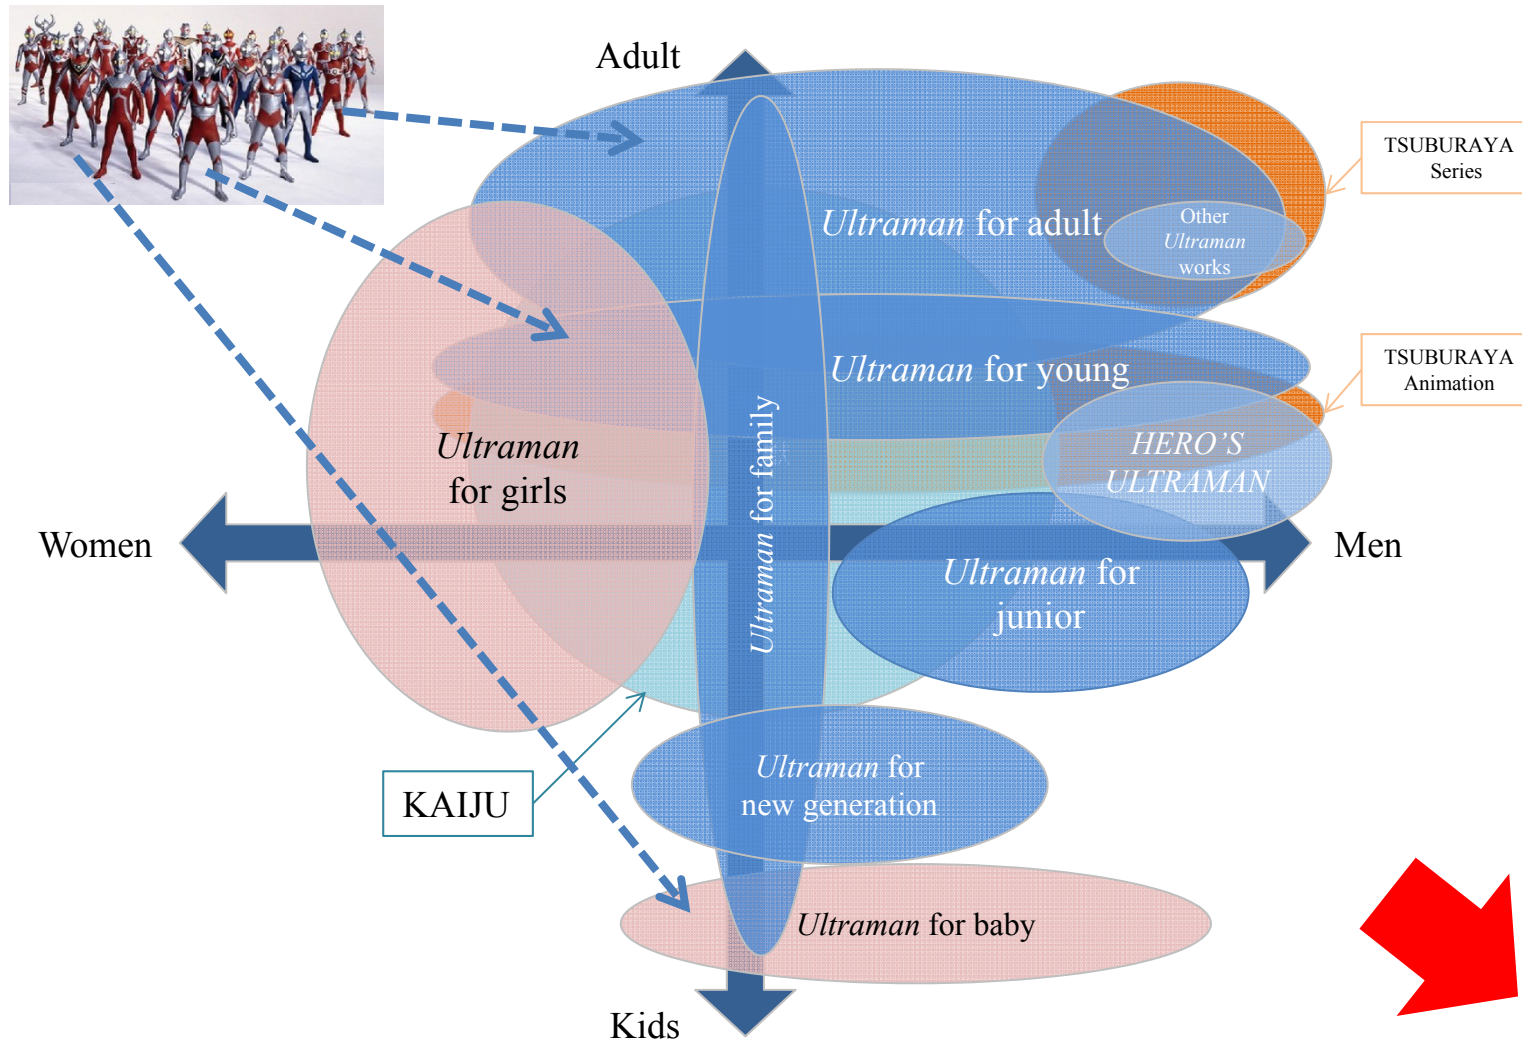 Adult
TSUBURAYA
Series
Ultraman for adult
Other
Ultraman
works
TSUBURAYA
Animation
Ultraman for young
Ultraman
for girls
Ultraman for family
HERO’S
ULTRAMAN
Women
Men
Ultraman for
junior
KAIJU
Ultraman for
new generation
Ultraman for baby
Kids